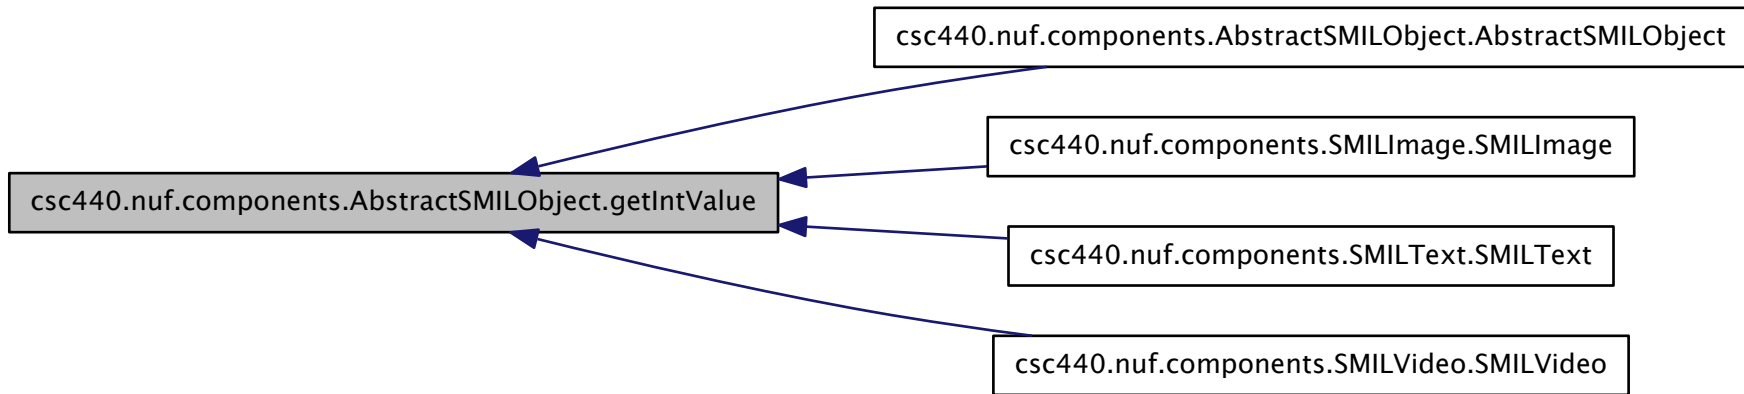 csc440.nuf.components.AbstractSMILObject.AbstractSMILObject
csc440.nuf.components.SMILImage.SMILImage
csc440.nuf.components.AbstractSMILObject.getIntValue
csc440.nuf.components.SMILText.SMILText
csc440.nuf.components.SMILVideo.SMILVideo